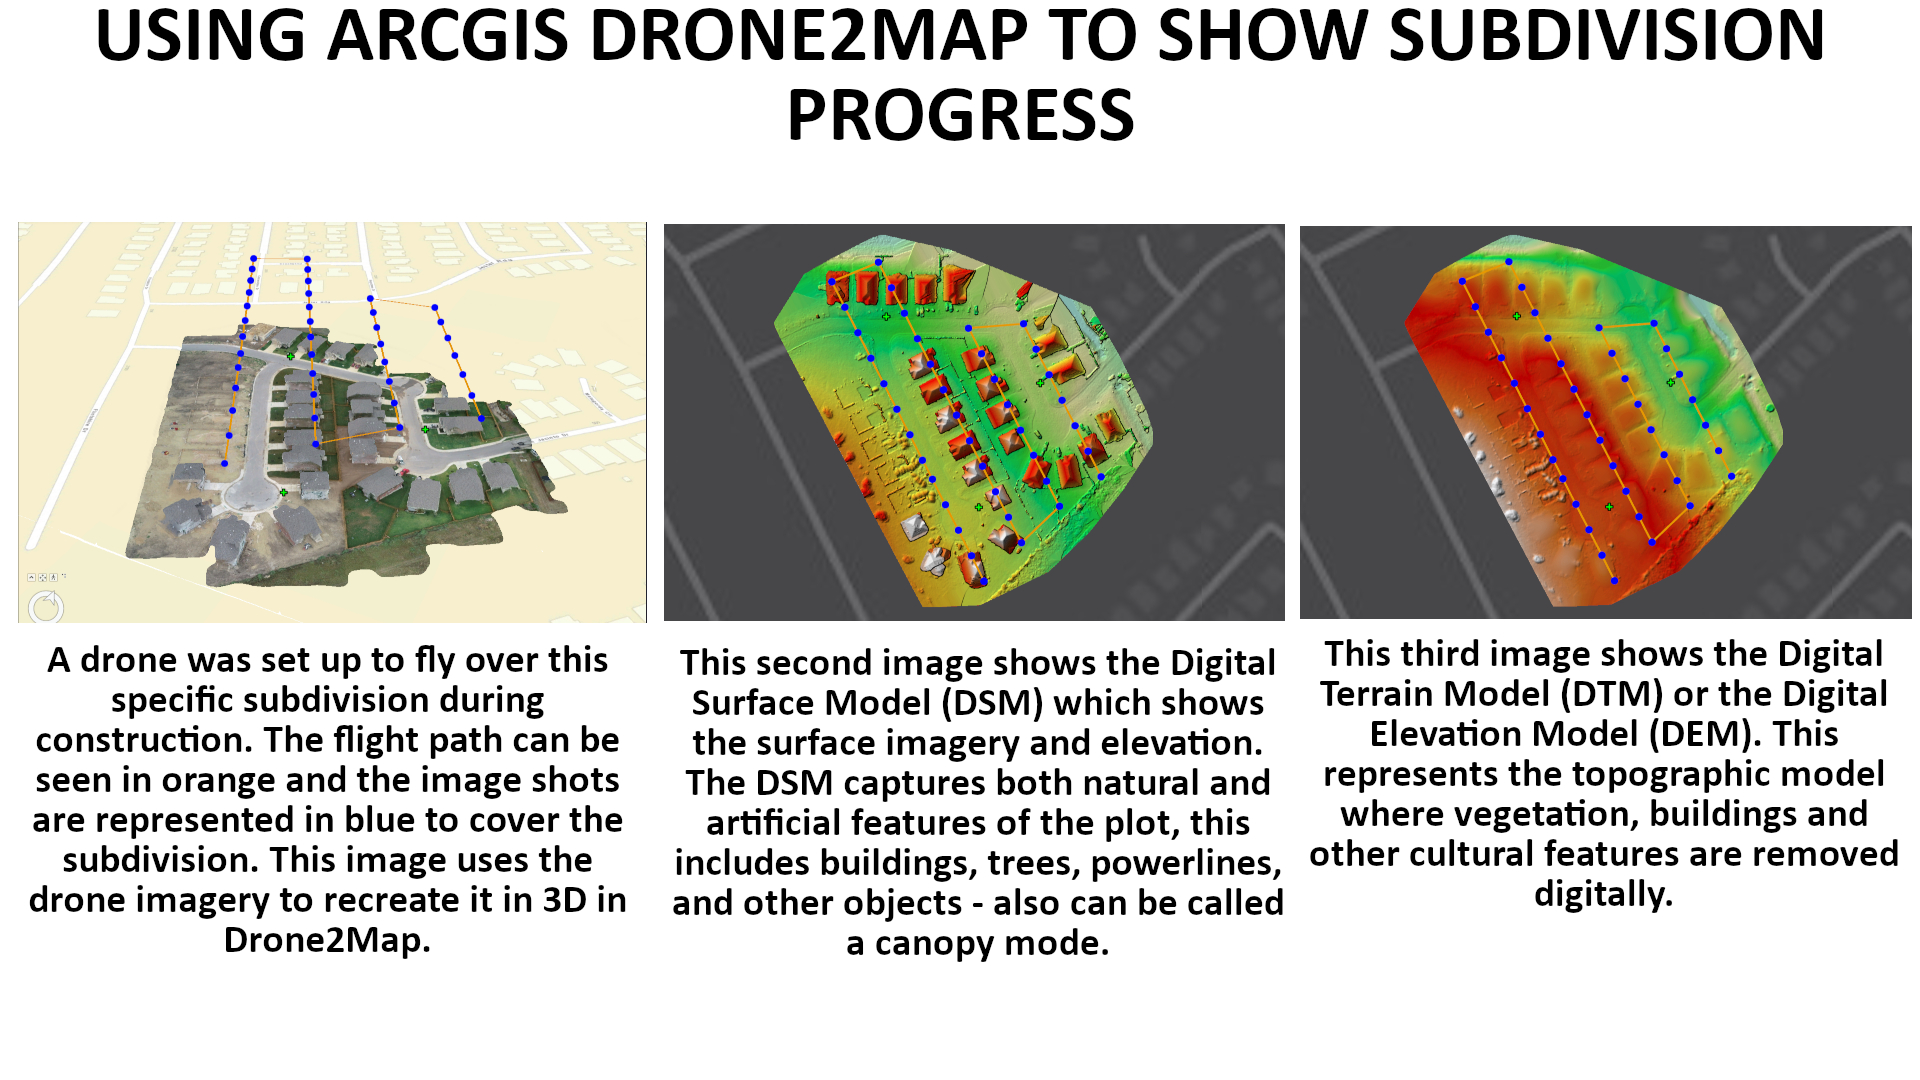 USING ARCGIS DRONE2MAP TO SHOW SUBDIVISION
PROGRESS
A drone was set up to fly over this
specific subdivision during
construction. The flight path can be
seen in orange and the image shots
are represented in blue to cover the
subdivision. This image uses the
drone imagery to recreate it in 3D in
Drone2Map.
This second image shows the Digital
Surface Model (DSM) which shows
the surface imagery and elevation.
The DSM captures both natural and
artificial features of the plot, this
includes buildings, trees, powerlines,
and other objects - also can be called
a canopy mode.
This third image shows the Digital
Terrain Model (DTM) or the Digital
Elevation Model (DEM). This
represents the topographic model
where vegetation, buildings and
other cultural features are removed
digitally.